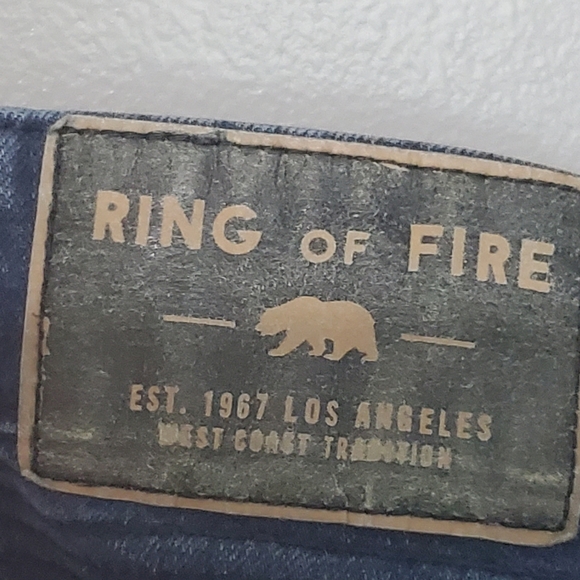 RING OF FIRE
EST. 1967 LOS ANGELES
WEST COAST TRADITION